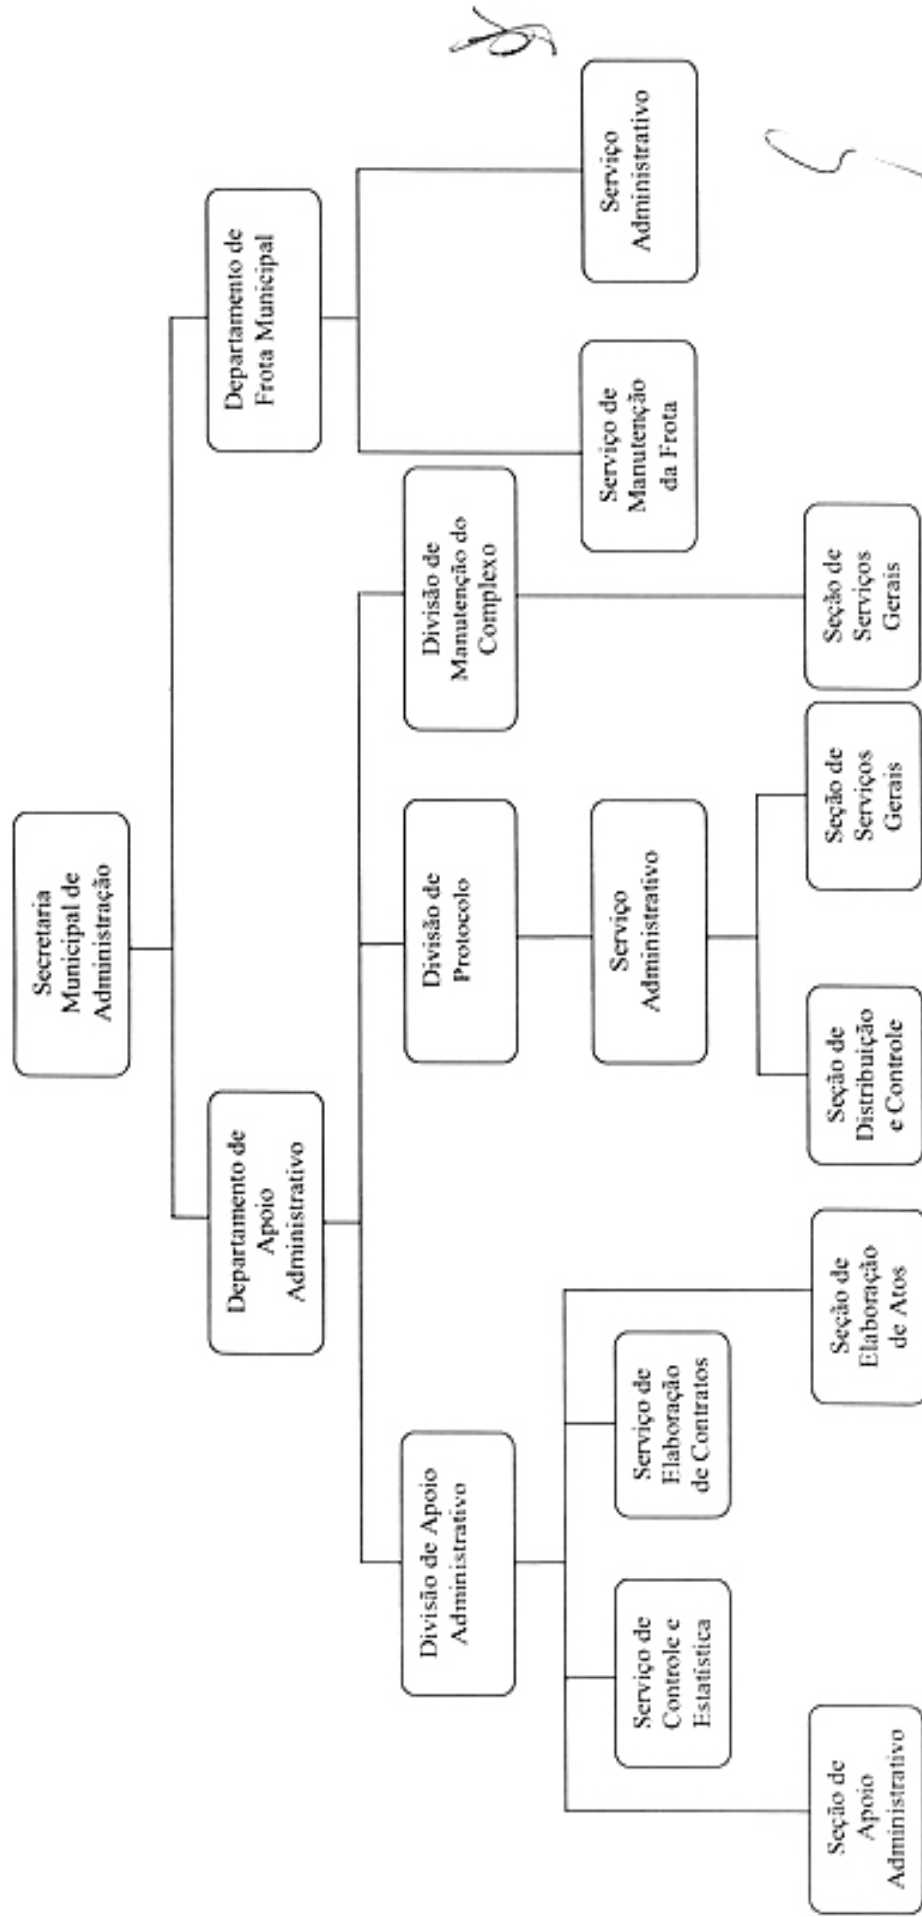 Secretaria
Municipal de
Administração
Departamento de
Apoio
Administrativo
Departamento de
Frota Municipal
Divisão de Apoio
Administrativo
Divisão de
Protocolo
Divisão de
Manutenção do
Complexo
Serviço de
Controle e
Estatística
Serviço de
Elaboração
de Contratos
Serviço
Administrativo
Serviço de
Manutenção
da Frota
Serviço
Administrativo
Seção de
Apoio
Administrativo
Seção de
Elaboração
de Atos
Seção de
Distribuição
e Controle
Seção de
Serviços
Gerais
Seção de
Serviços
Gerais